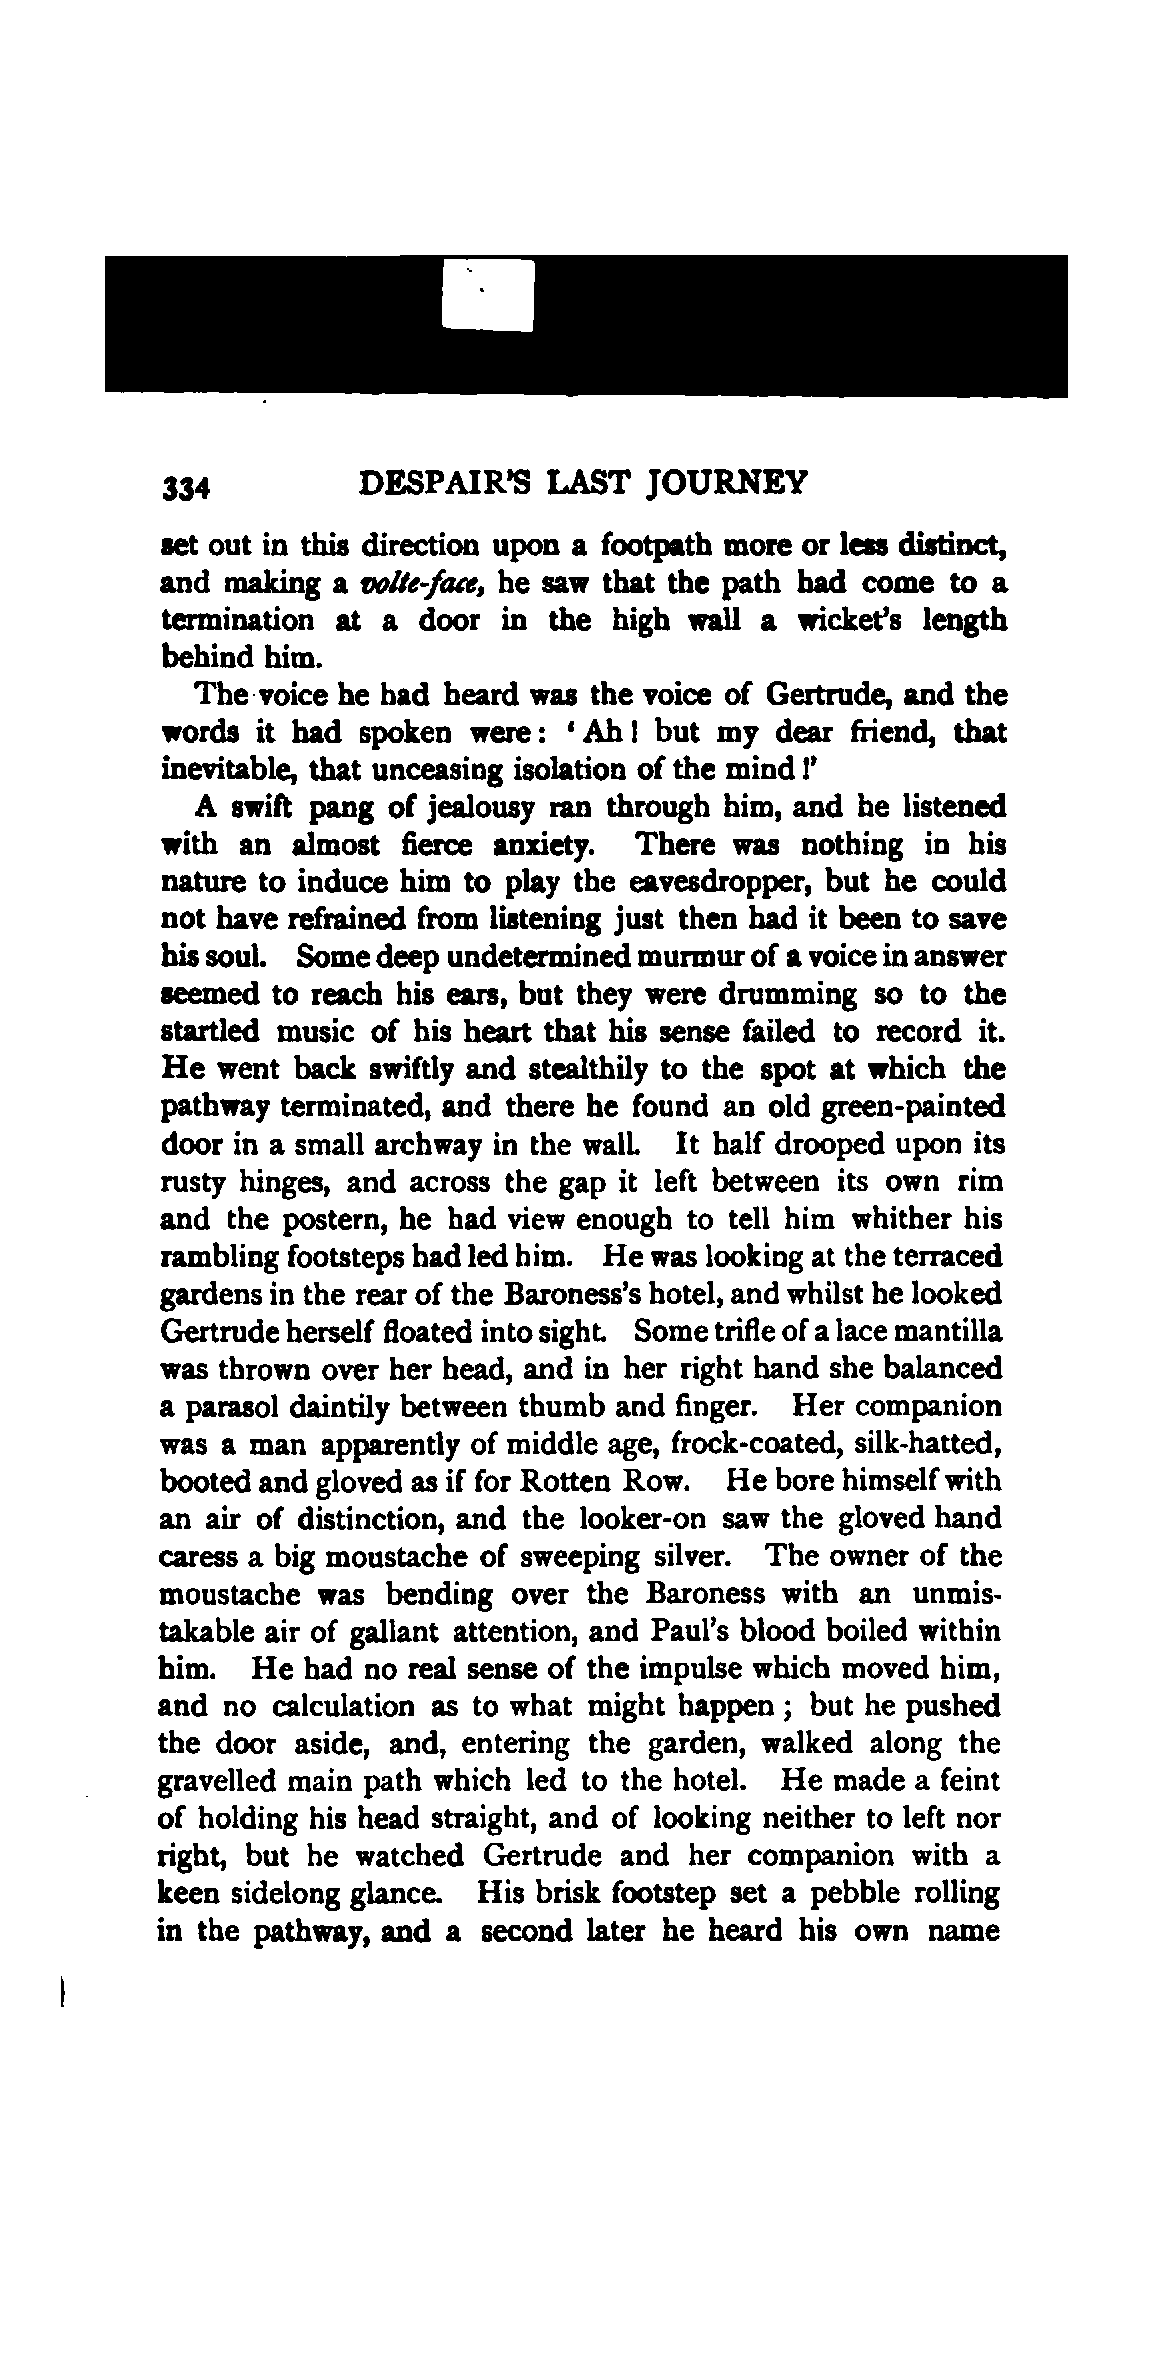 334 DESPAIR'S LAST JOURNEY
set out in this direction upon a footpath more or less distinct,
and making a volte-face, he saw that the path had come to a
termination at a door in the high wall a wicket's length
behind him.
The voice he had heard was the voice of Gertrude, and the
words it had spoken were: 'Ah! but my dear friend, that
inevitable, that unceasing isolation of the mind!'
A swift pang of jealousy ran through him, and he listened
with an almost fierce anxiety. There was nothing in his
nature to induce him to play the eavesdropper, but he could
not have refrained from listening just then had it been to save
his soul. Some deep undetermined murmur of a voice in answer
seemed to reach his ears, but they were drumming so to the
startled music of his heart that his sense failed to record it.
He went back swiftly and stealthily to the spot at which the
pathway terminated, and there he found an old green-painted
door in a small archway in the wall. It half drooped upon its
rusty hinges, and across the gap it left between its own rim
and the postern, he had view enough to tell him whither his
rambling footsteps had led him. He was looking at the terraced
gardens in the rear of the Baroness's hotel, and whilst he looked
Gertrude herself floated into sight. Some trifle of a lace mantilla
was thrown over her head, and in her right hand she balanced
a parasol daintily between thumb and finger. Her companion
was a man apparently of middle age, frock-coated, silk-hatted,
booted and gloved as if for Rotten Row. He bore himself with
an air of distinction, and the looker-on saw the gloved hand
caress a big moustache of sweeping silver. The owner of the
moustache was bending over the Baroness with an unmis-
takable air of gallant attention, and Paul's blood boiled within
him. He had no real sense of the impulse which moved him,
and no calculation as to what might happen; but he pushed
the door aside, and, entering the garden, walked along the
gravelled main path which led to the hotel. He made a feint
of holding his head straight, and of looking neither to left nor
right, but he watched Gertrude and her companion with a
keen sidelong glance. His brisk footstep set a pebble rolling
in the pathway, and a second later he heard his own name